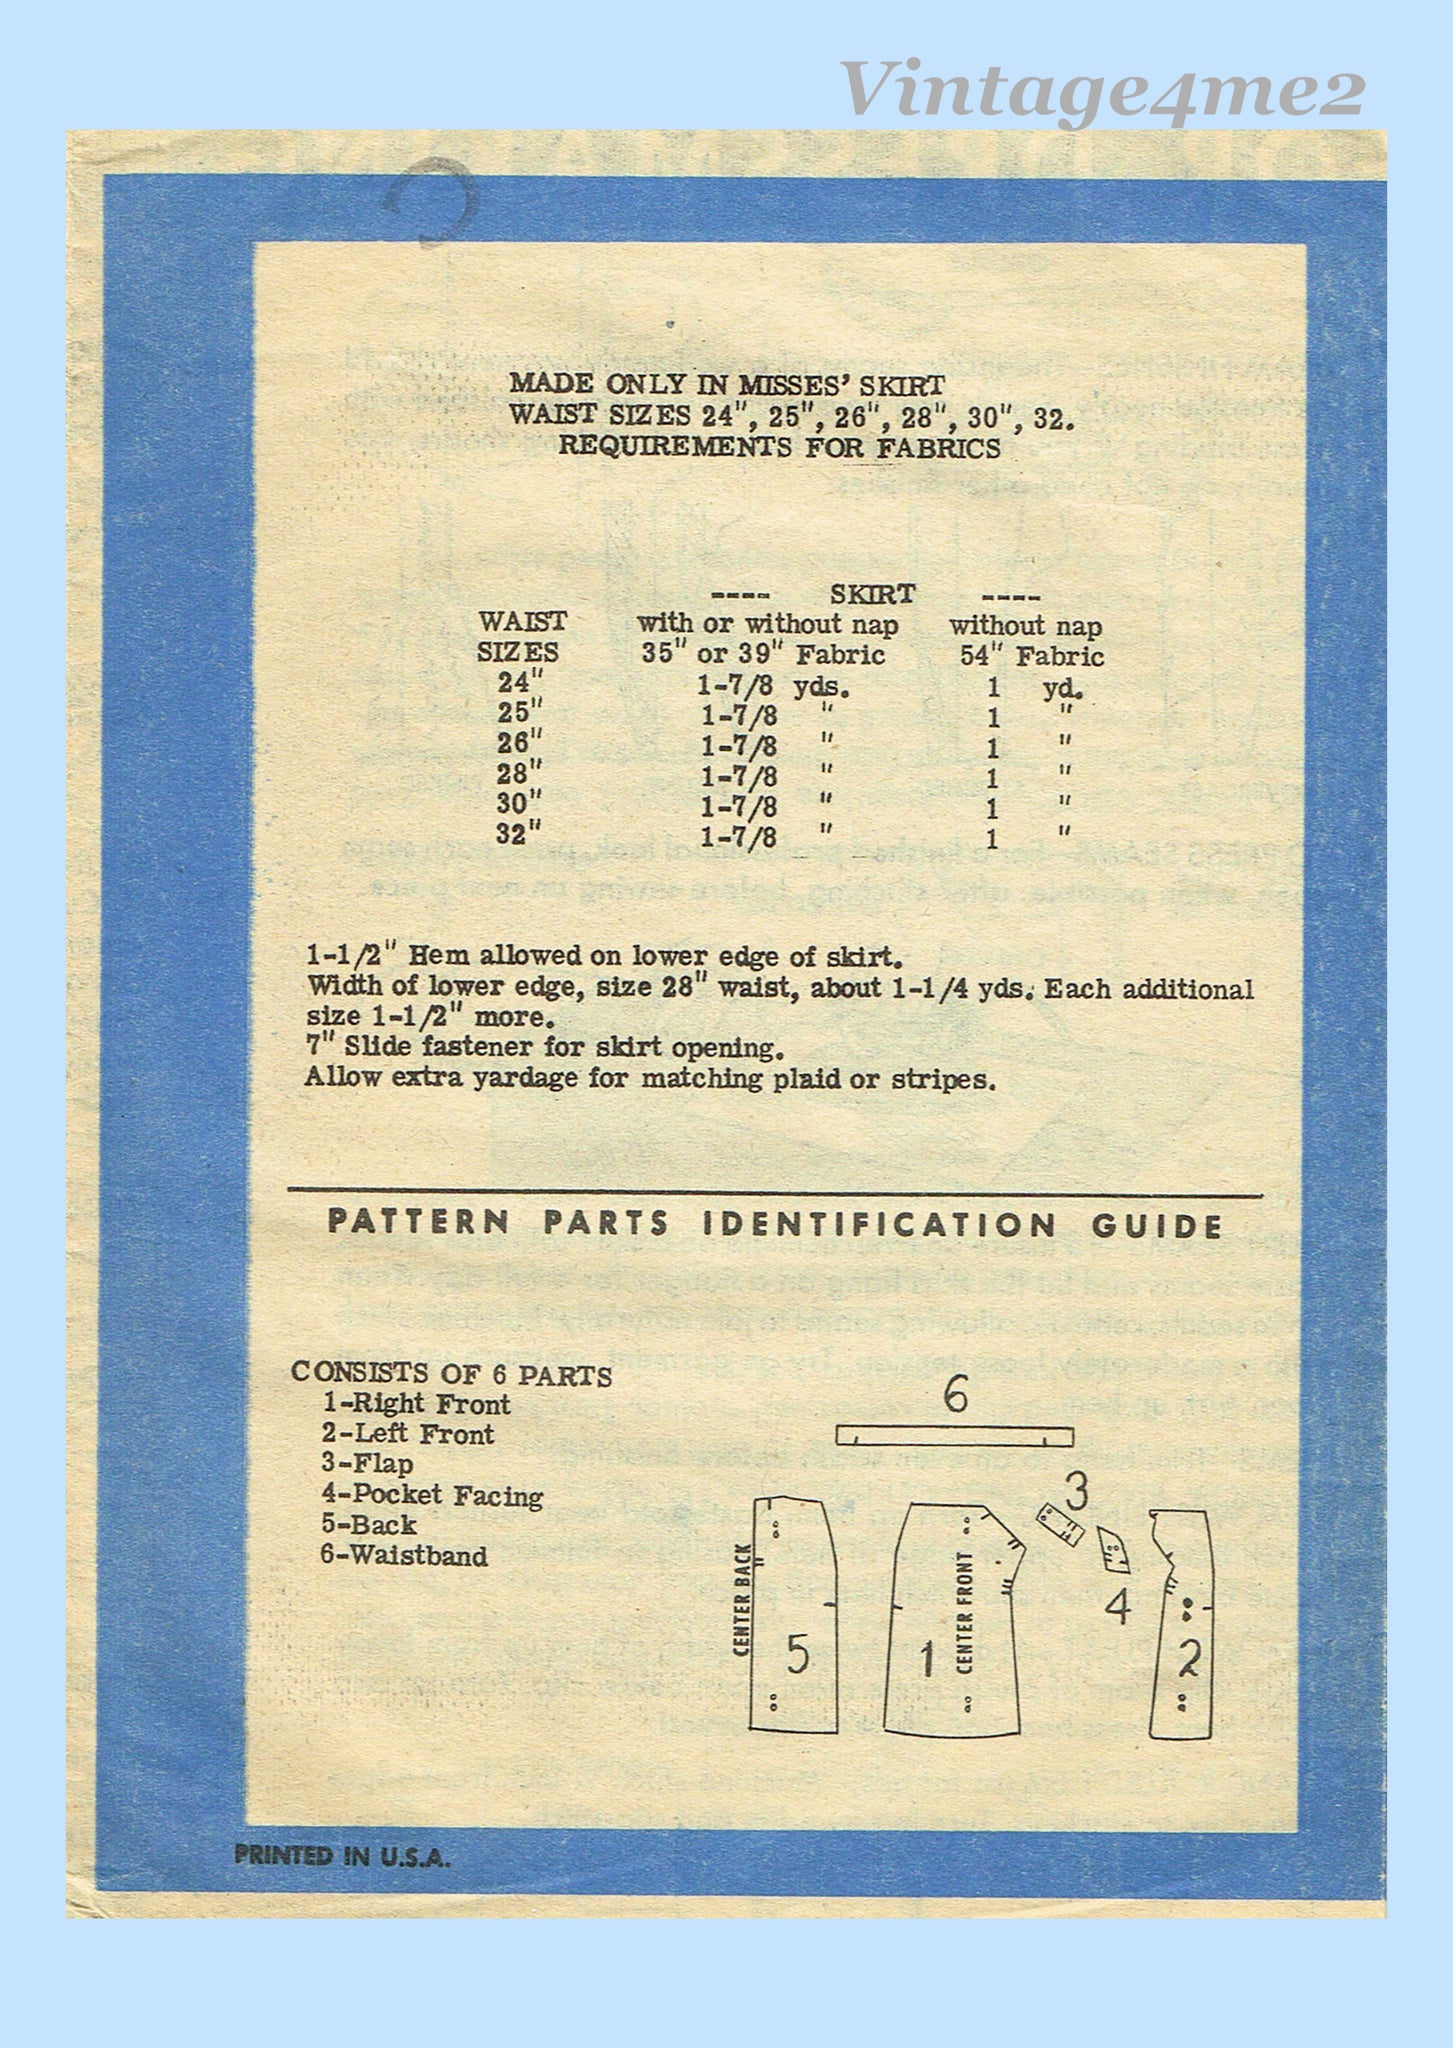 Vintage4me2
MADE ONLY IN MISSES' SKIRT
WAIST SIZES 24", 25", 26", 28", 30", 32.
REQUIREMENTS FOR FABRICS
---- SKIRT ----
WAIST with or without nap without nap
SIZES 35" or 39" Fabric 54" Fabric
24" 1-7/8 yds. 1 yd.
25" 1-7/8 " 1 "
26" 1-7/8 " 1 "
28" 1-7/8 " 1 "
30" 1-7/8 " 1 "
32" 1-7/8 " 1 "
1-1/2" Hem allowed on lower edge of skirt.
Width of lower edge, size 28" waist, about 1-1/4 yds. Each additional
size 1-1/2" more.
7" Slide fastener for skirt opening.
Allow extra yardage for matching plaid or stripes.
PATTERN PARTS IDENTIFICATION GUIDE
CONSISTS OF 6 PARTS
1-Right Front
2-Left Front
3-Flap
4-Pocket Facing
5-Back
6-Waistband
6
3
4
CENTER BACK
5
1
CENTER FRONT
2
PRINTED IN U.S.A.